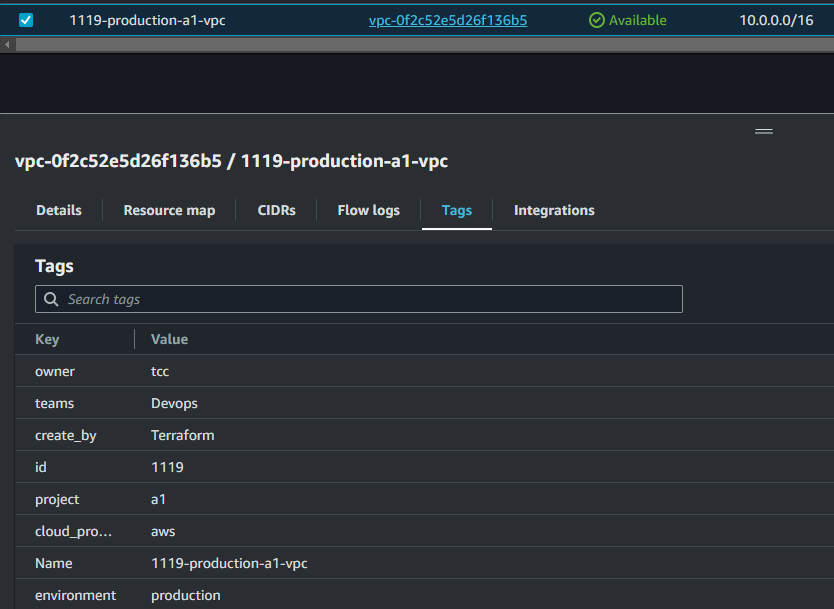 1119-production-a1-vpc vpc-0f2c52e5d26f136b5 Available 10.0.0.0/16
vpc-0f2c52e5d26f136b5 / 1119-production-a1-vpc
Details Resource map CIDRs Flow logs Tags Integrations
Tags
Search tags
Key Value
owner tcc
teams Devops
create_by Terraform
id 1119
project a1
cloud_pro... aws
Name 1119-production-a1-vpc
environment production